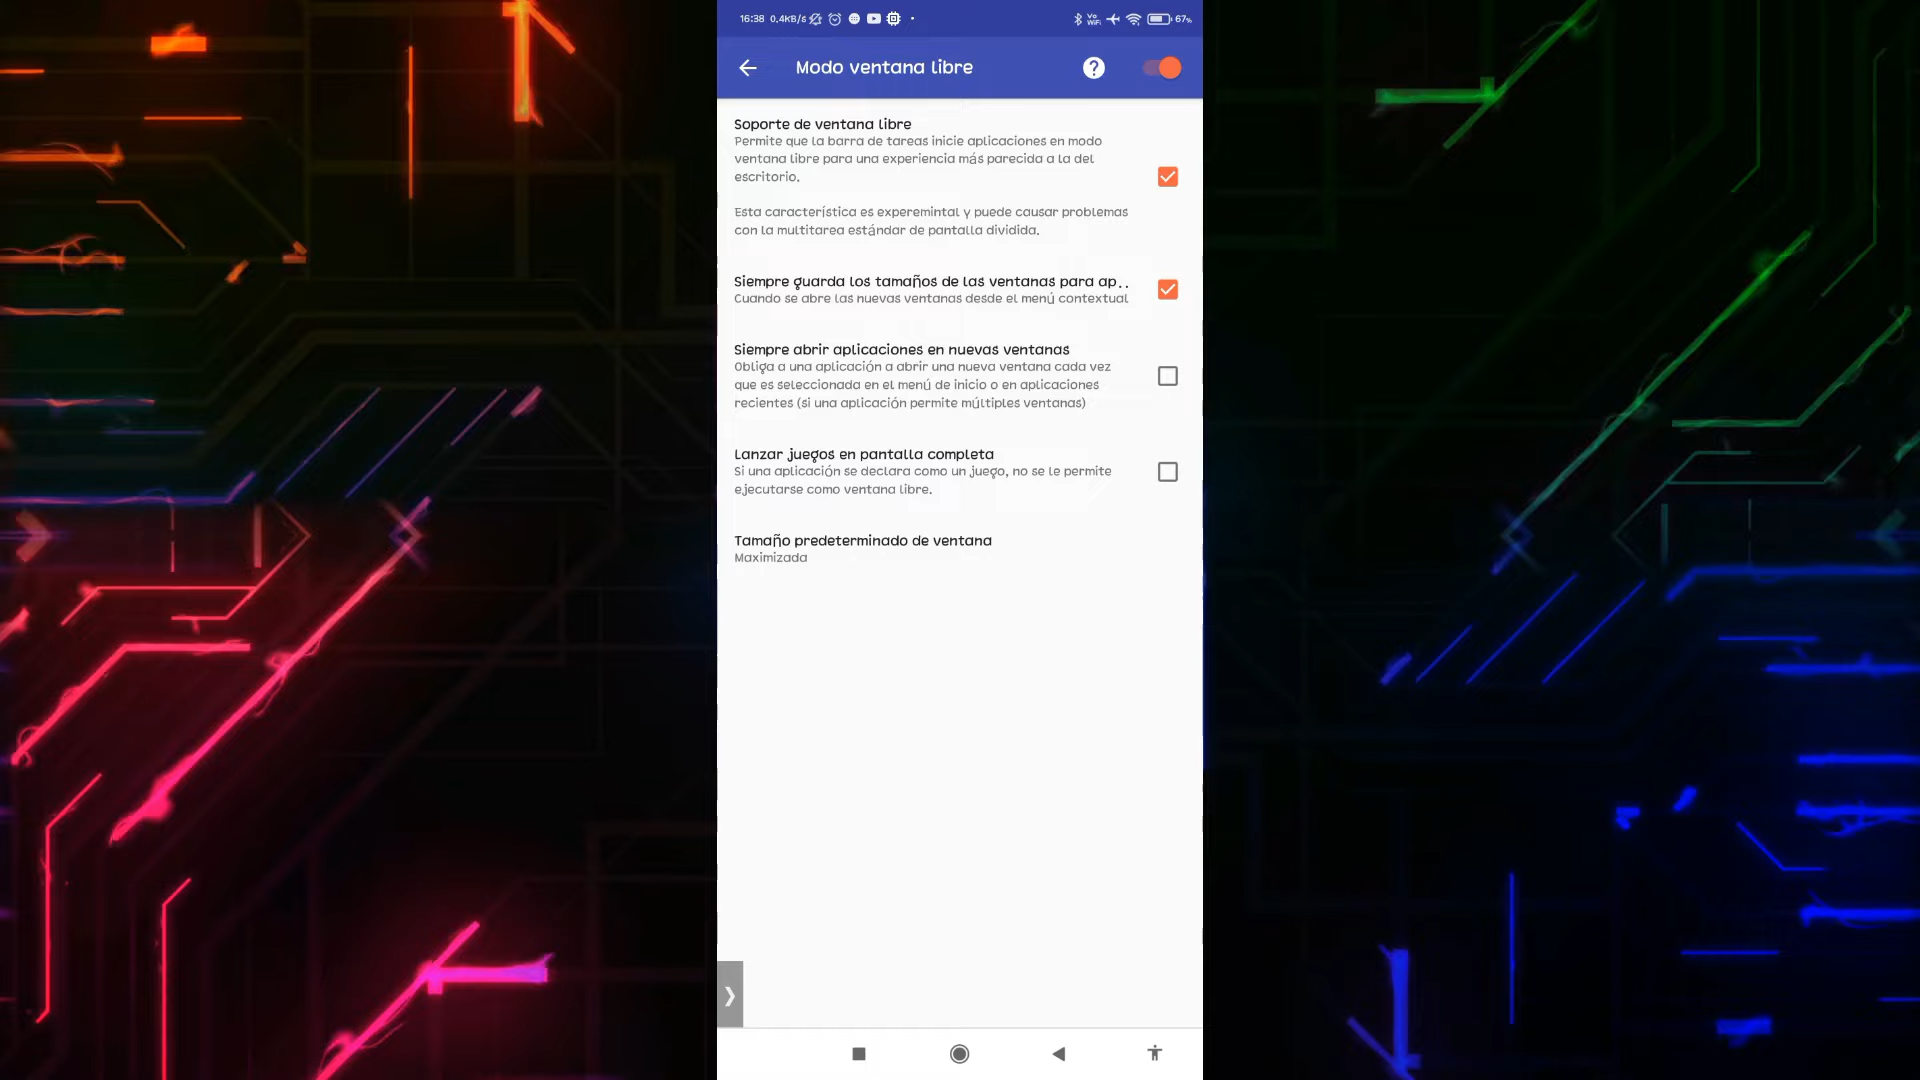 16:38 0,4KB/s
Vo
WiFi
67%
Modo ventana libre
Soporte de ventana libre
Permite que la barra de tareas inicie aplicaciones en modo
ventana libre para una experiencia más parecida a la del
escritorio.
Esta característica es experemintal y puede causar problemas
con la multitarea estándar de pantalla dividida.
Siempre guarda los tamaños de las ventanas para ap..
Cuando se abre las nuevas ventanas desde el menú contextual
Siempre abrir aplicaciones en nuevas ventanas
Obliga a una aplicación a abrir una nueva ventana cada vez
que es seleccionada en el menú de inicio o en aplicaciones
recientes (si una aplicación permite múltiples ventanas)
Lanzar juegos en pantalla completa
Si una aplicación se declara como un juego, no se le permite
ejecutarse como ventana libre.
Tamaño predeterminado de ventana
Maximizada